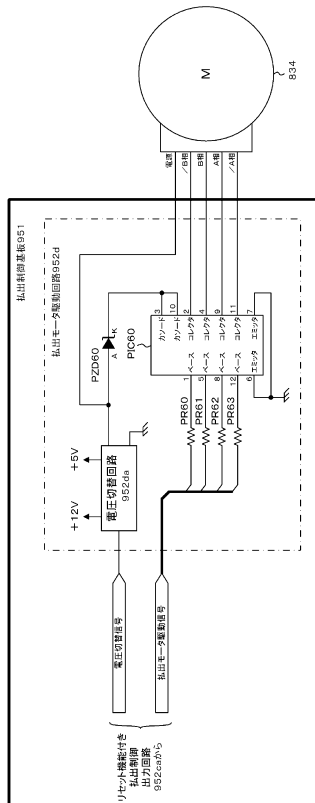 払出制御基板951
払出モータ駆動回路952d
+12V
+5V
電圧切替回路
952da
PZD60
A
K
PIC60
3
カソード
10
カソード
1
ベース
コレクタ
2
5
ベース
コレクタ
4
8
ベース
コレクタ
9
12
ベース
コレクタ
11
6
エミッタ
エミッタ
7
PR60
PR61
PR62
PR63
電源
/B相
B相
A相
/A相
M
834
電圧切替信号
払出モータ駆動信号
リセット機能付き
払出制御
出力回路
952caから